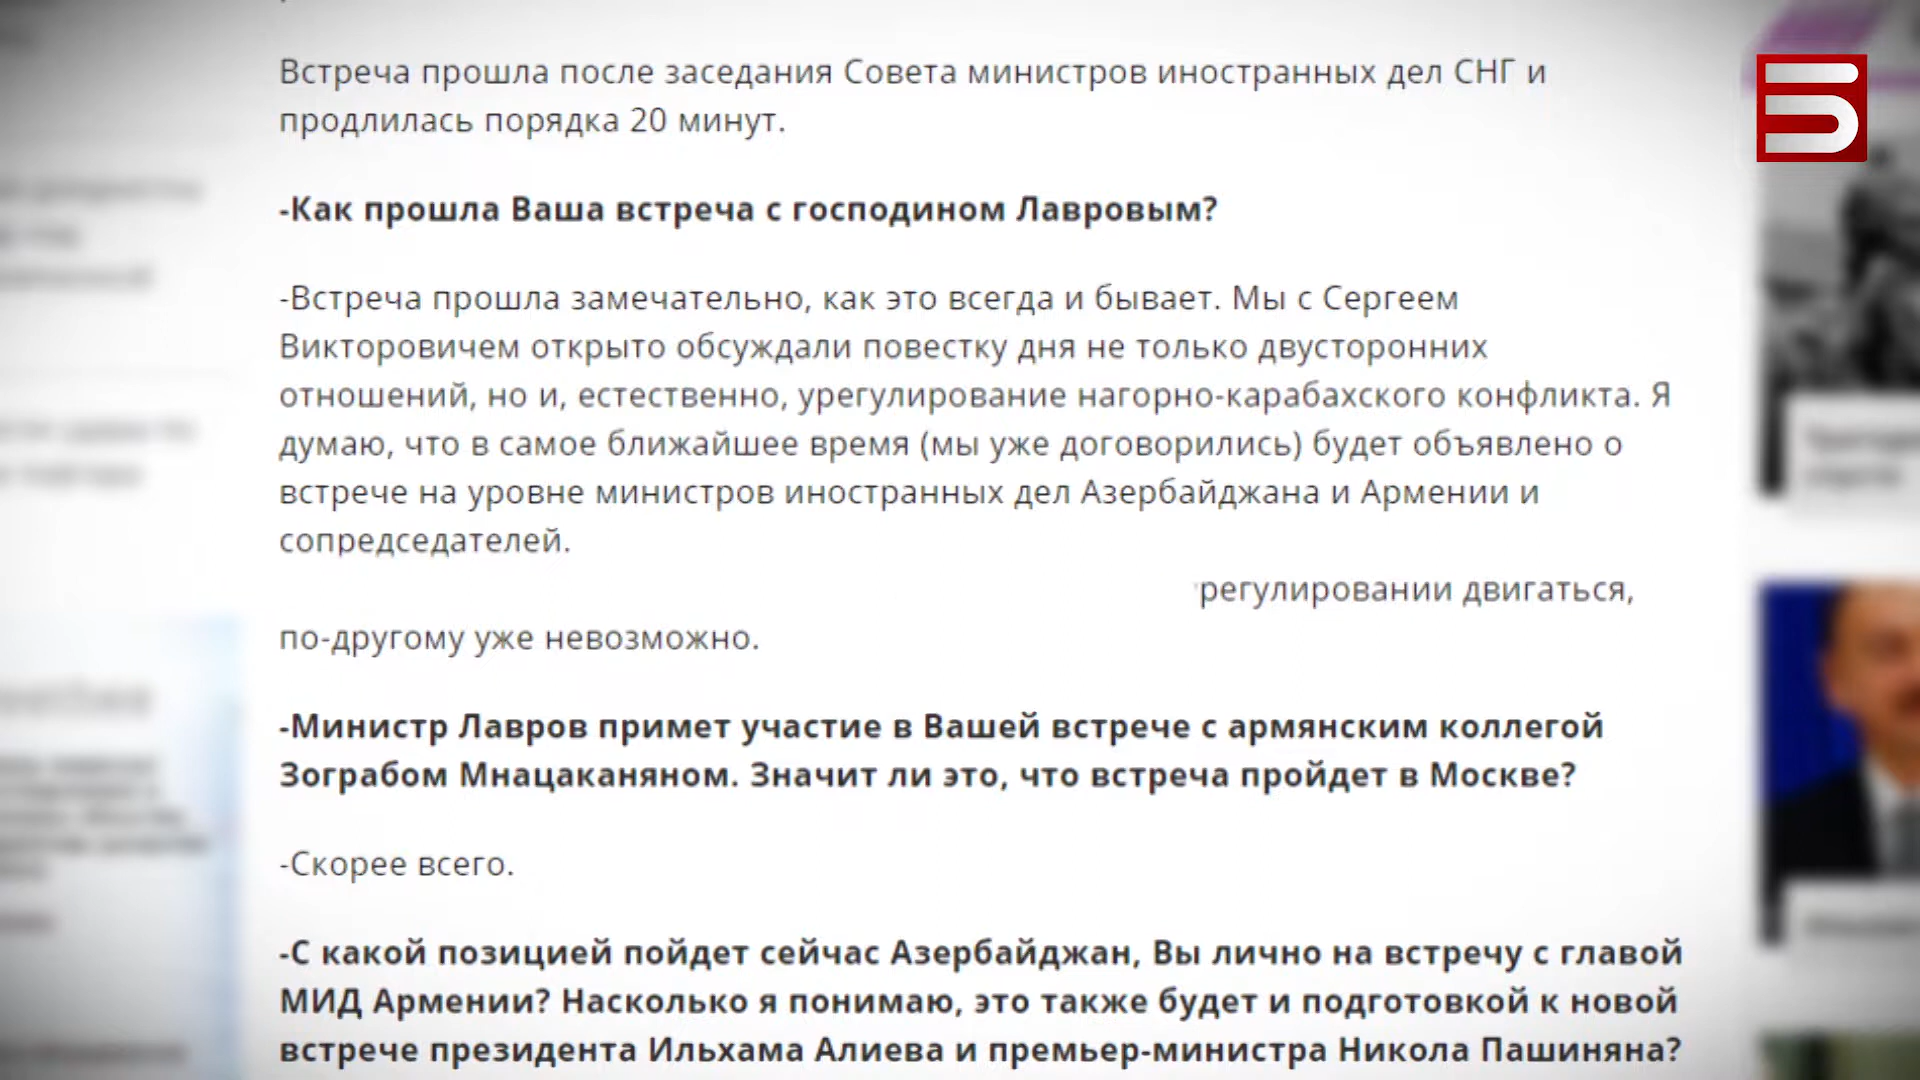 Встреча прошла после заседания Совета министров иностранных дел СНГ и
продлилась порядка 20 минут.
-Как прошла Ваша встреча с господином Лавровым?
-Встреча прошла замечательно, как это всегда и бывает. Мы с Сергеем
Викторовичем открыто обсуждали повестку дня не только двусторонних
отношений, но и, естественно, урегулирование нагорно-карабахского конфликта. Я
думаю, что в самое ближайшее время (мы уже договорились) будет объявлено о
встрече на уровне министров иностранных дел Азербайджана и Армении и
сопредседателей.
регулировании двигаться,
по-другому уже невозможно.
-Министр Лавров примет участие в Вашей встрече с армянским коллегой
Зограбом Мнацаканяном. Значит ли это, что встреча пройдет в Москве?
-Скорее всего.
-С какой позицией пойдет сейчас Азербайджан, Вы лично на встречу с главой
МИД Армении? Насколько я понимаю, это также будет и подготовкой к новой
встрече президента Ильхама Алиева и премьер-министра Никола Пашиняна?